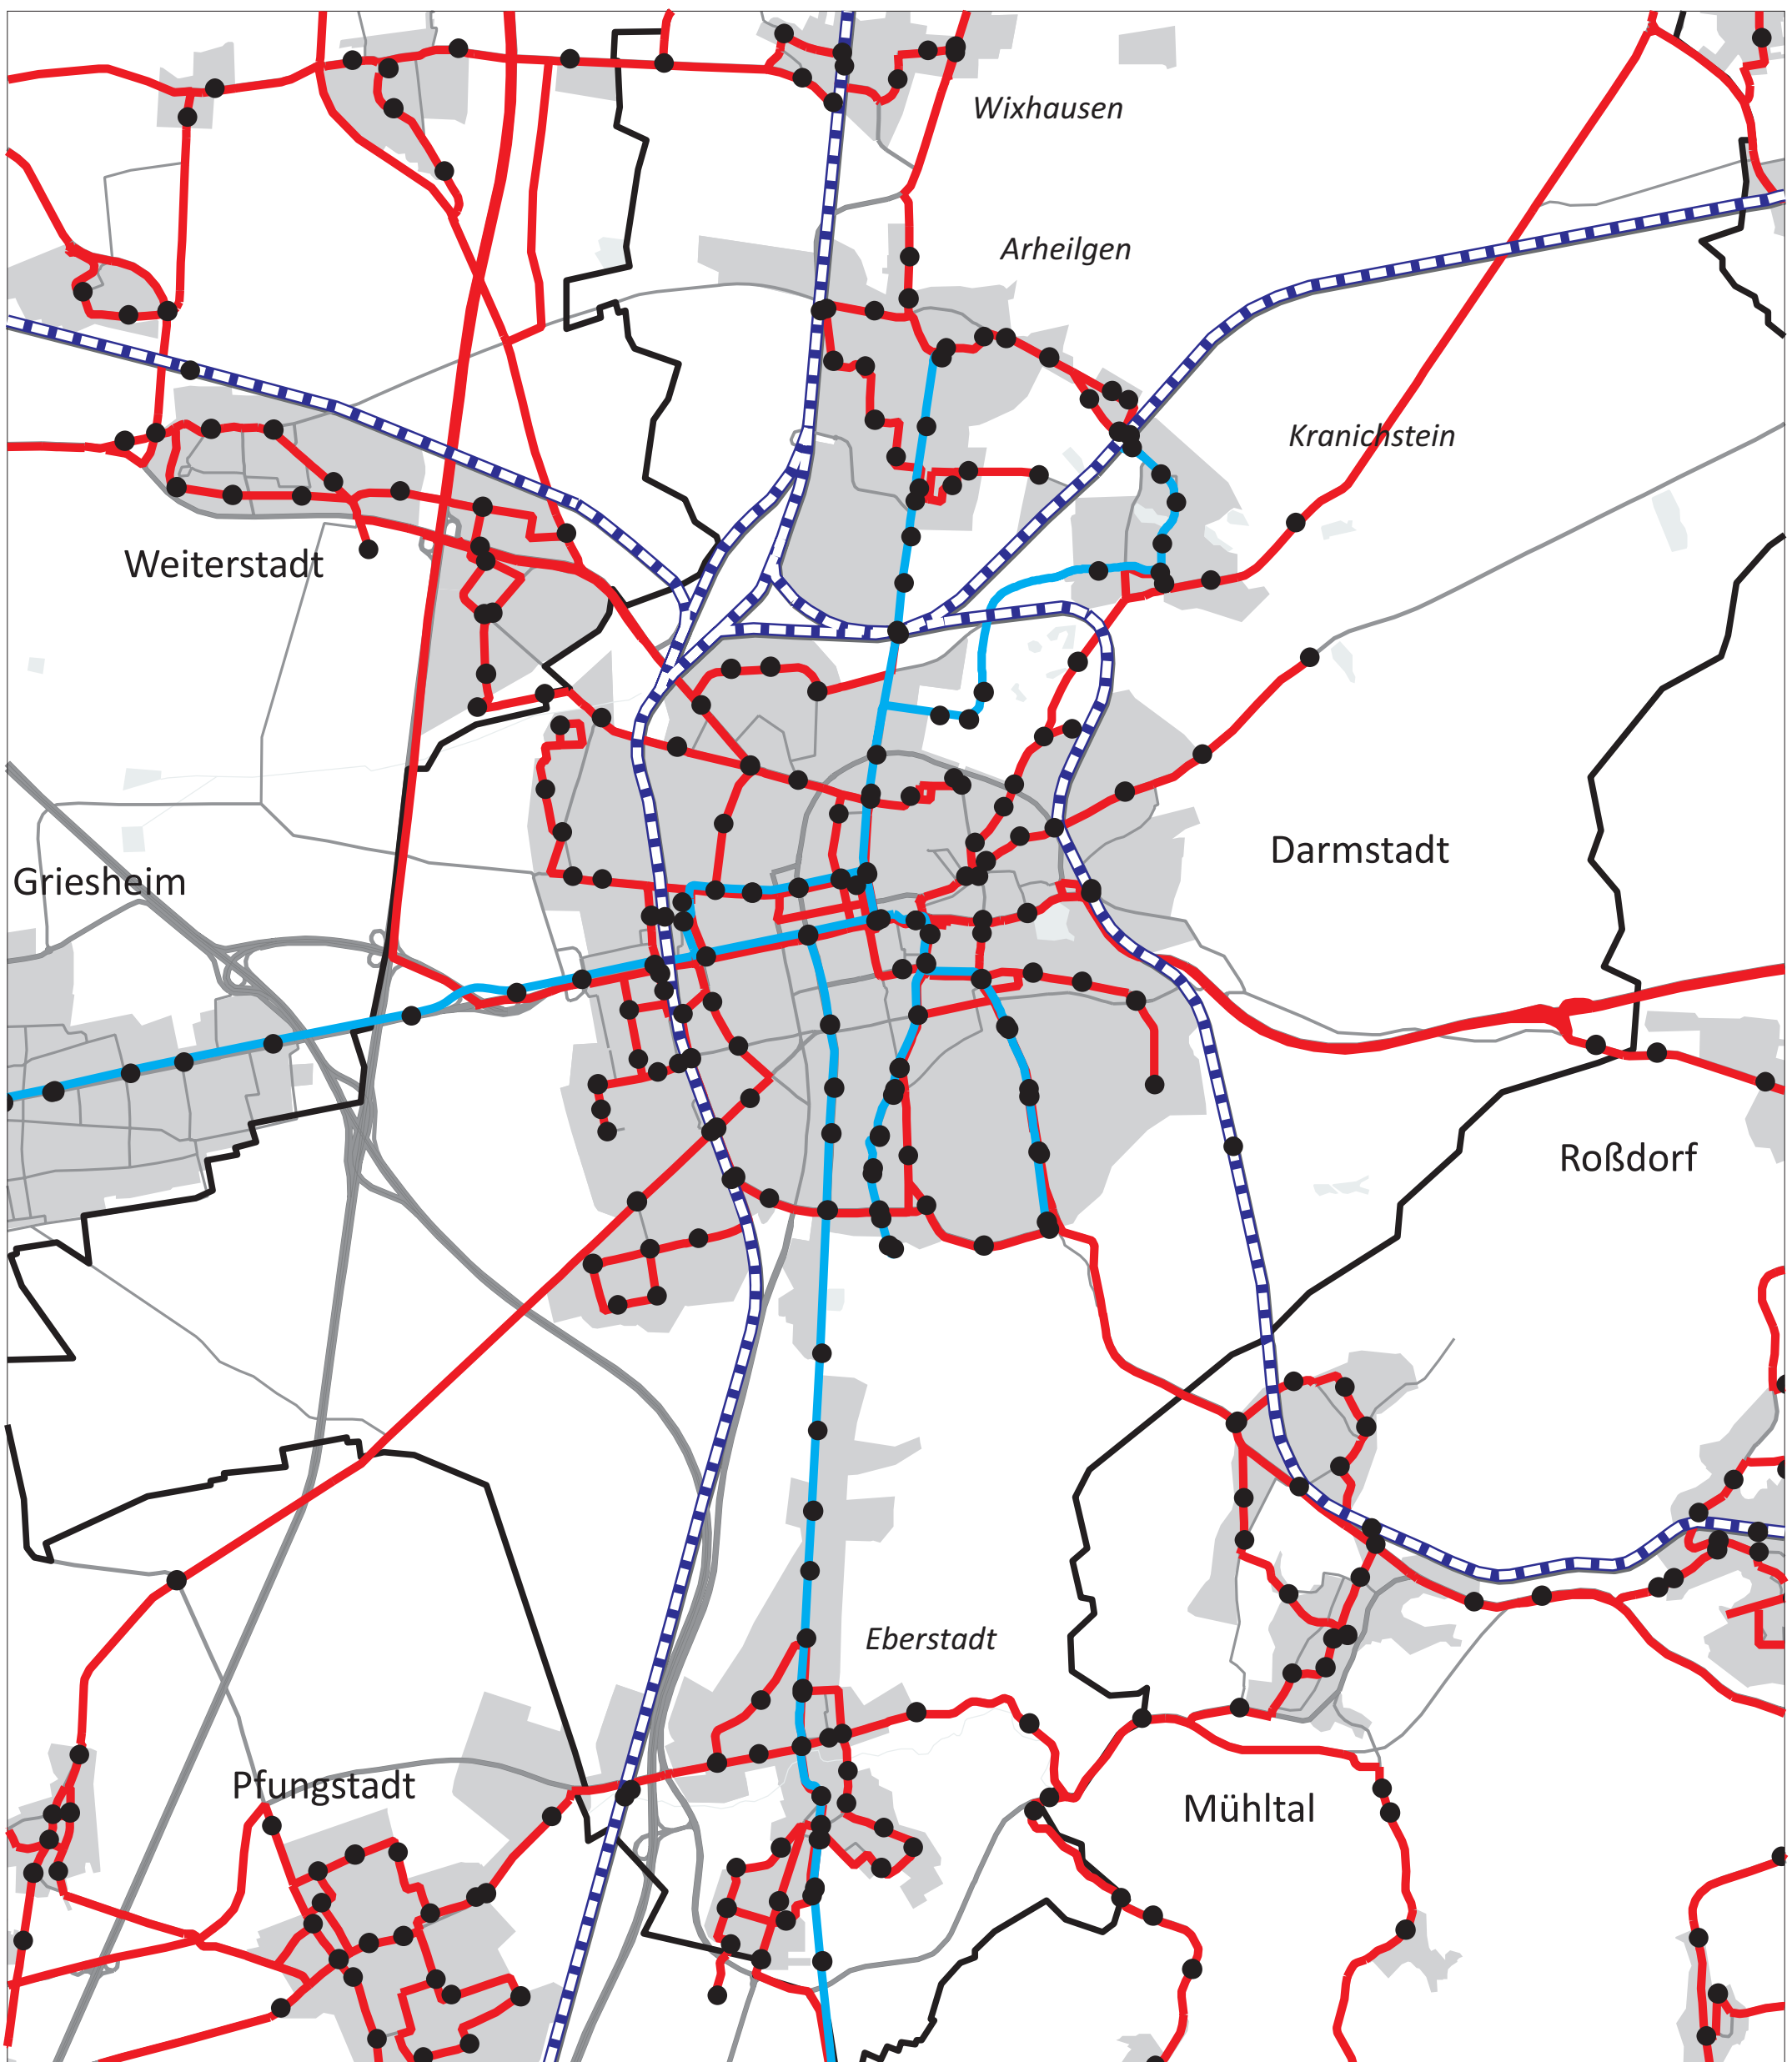 Wixhausen
Arheilgen
Kranichstein
Weiterstadt
Darmstadt
Griesheim
Roßdorf
Eberstadt
Pfungstadt
Mühltal